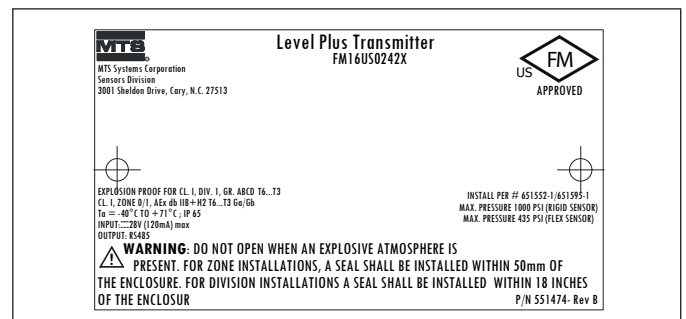 MTS
Level Plus Transmitter
FM16US0242X
MTS Systems Corporation
Sensors Division
3001 Sheldon Drive, Cary, N.C. 27513
FM
US
APPROVED
EXPLOSION PROOF FOR CL. I, DIV. 1, GR. ABCD T6...T3
CL. I, ZONE 0/1, AEx db IIB+H2 T6...T3 Ga/Gb
Ta = -40°C TO +71°C ; IP 65
INPUT:⎓28V (120mA) max
OUTPUT: RS485
INSTALL PER # 651552-1/651595-1
MAX. PRESSURE 1000 PSI (RIGID SENSOR)
MAX. PRESSURE 435 PSI (FLEX SENSOR)
WARNING: DO NOT OPEN WHEN AN EXPLOSIVE ATMOSPHERE IS
PRESENT. FOR ZONE INSTALLATIONS, A SEAL SHALL BE INSTALLED WITHIN 50mm OF
THE ENCLOSURE. FOR DIVISION INSTALLATIONS A SEAL SHALL BE INSTALLED WITHIN 18 INCHES
OF THE ENCLOSUR
P/N 551474- Rev B